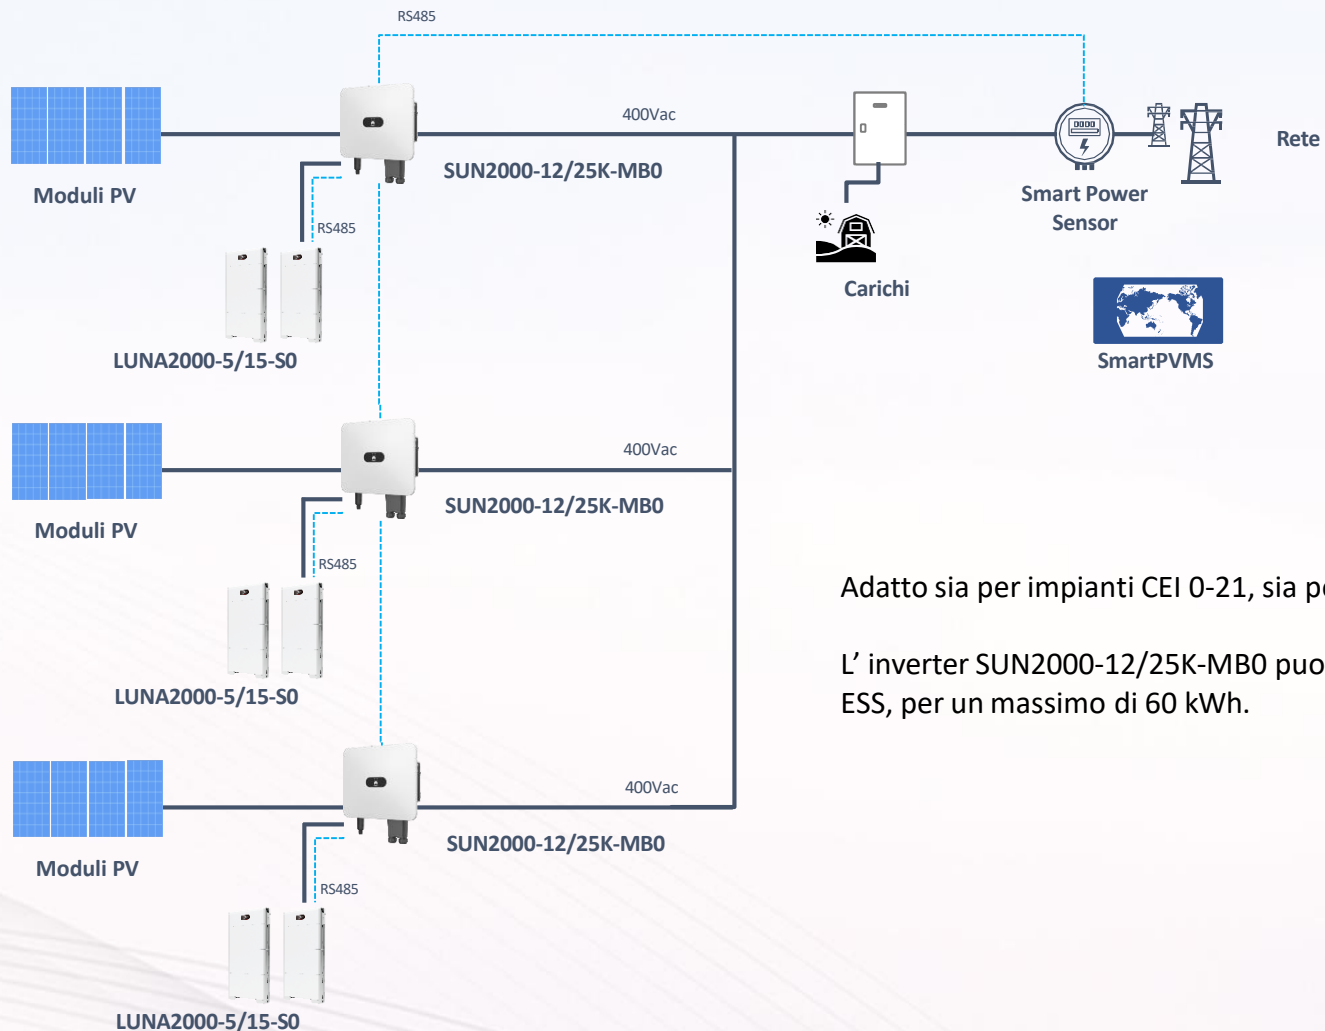 RS485
400Vac
Moduli PV
SUN2000-12/25K-MB0
RS485
LUNA2000-5/15-S0
Smart Power
Sensor
Rete
Carichi
SmartPVMS
400Vac
Moduli PV
SUN2000-12/25K-MB0
RS485
LUNA2000-5/15-S0
Adatto sia per impianti CEI 0-21, sia
L' inverter SUN2000-12/25K-MB0 puo
ESS, per un massimo di 60 kWh.
400Vac
Moduli PV
SUN2000-12/25K-MB0
RS485
LUNA2000-5/15-S0